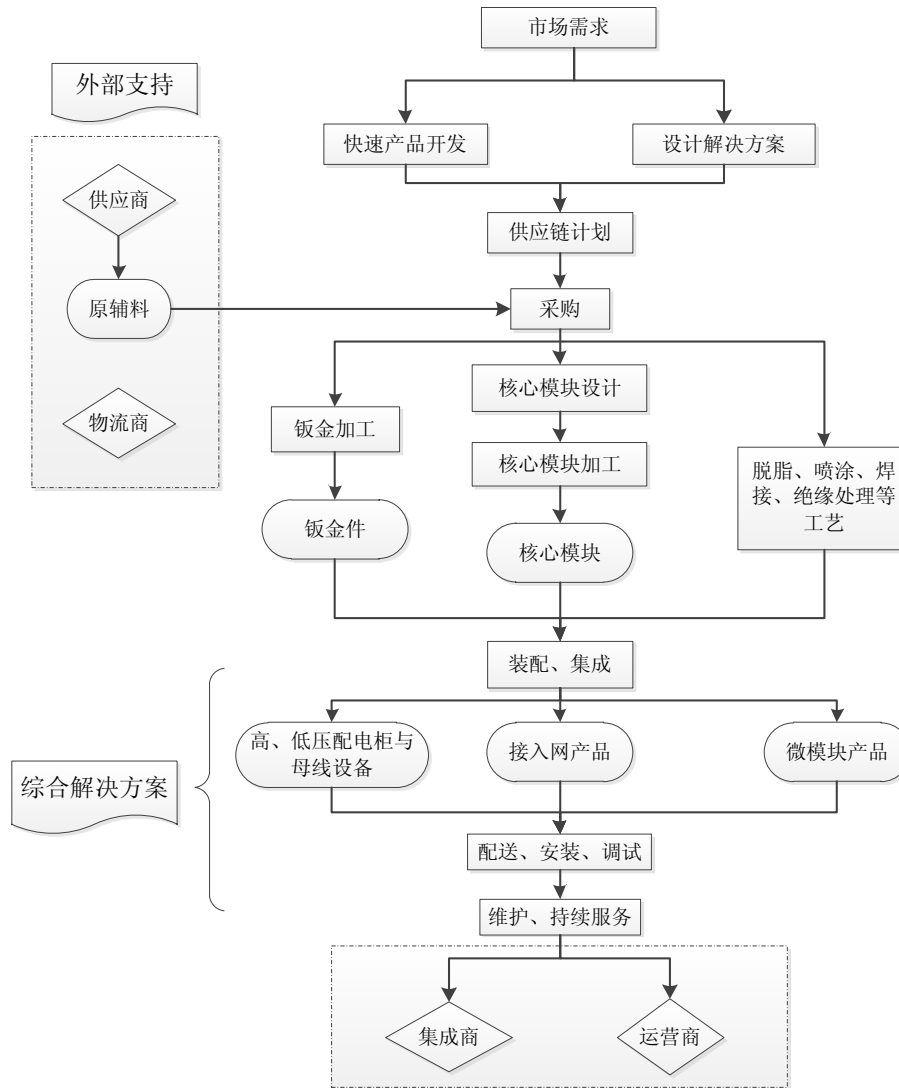 市场需求
外部支持
快速产品开发
设计解决方案
供应商
供应链计划
原辅料
采购
核心模块设计
物流商
钣金加工
核心模块加工
脱脂、喷涂、焊
接、绝缘处理等
工艺
钣金件
核心模块
装配、集成
高、低压配电柜与
母线设备
接入网产品
微模块产品
综合解决方案
配送、安装、调试
维护、持续服务
集成商
运营商